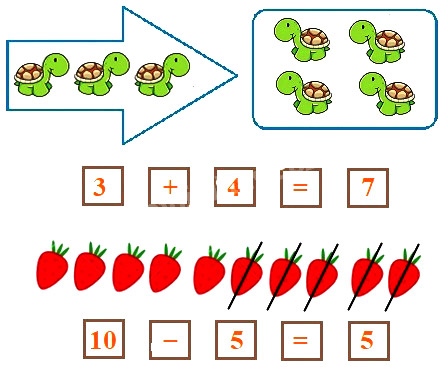 3 + 4 = 7
10 − 5 = 5